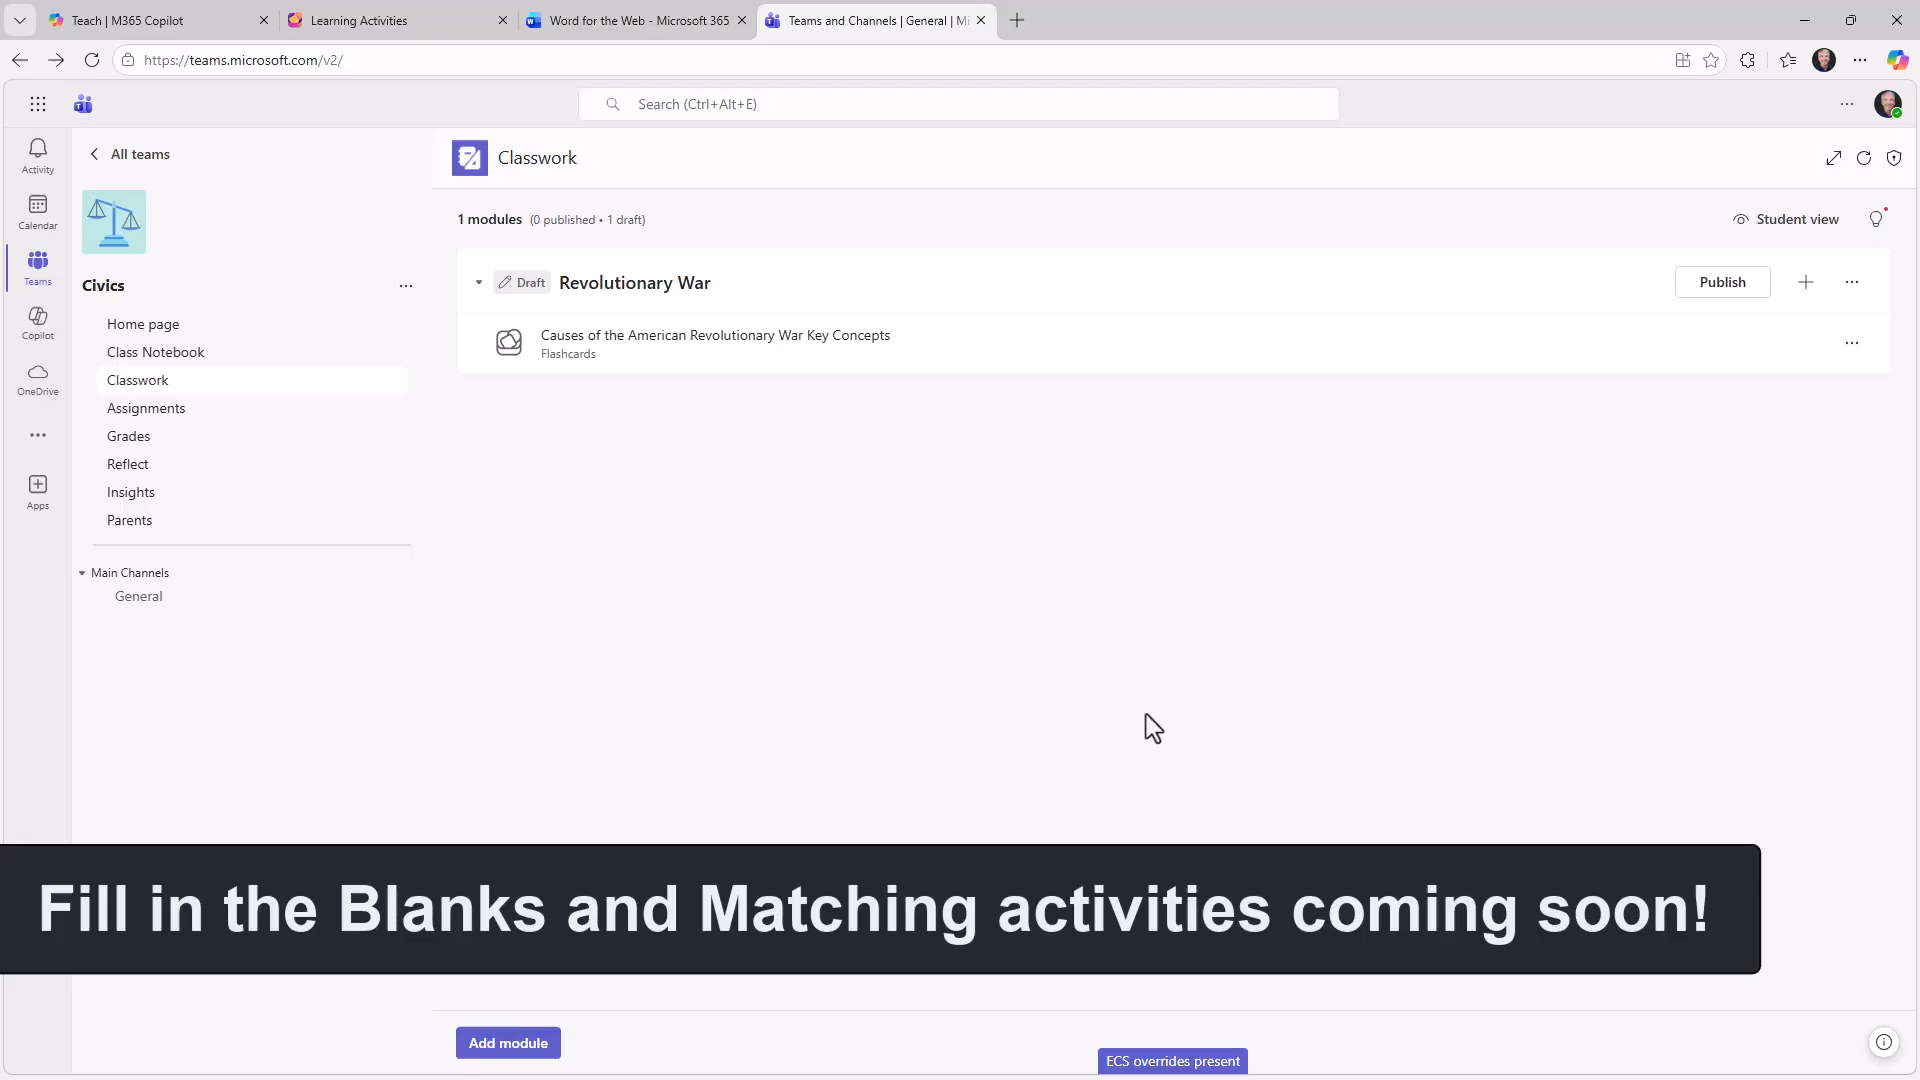 Teach | M365 Copilot
Learning Activities
Word for the Web - Microsoft 365
Teams and Channels | General | Mi
https://teams.microsoft.com/v2/
Search (Ctrl+Alt+E)
Activity
Calendar
Teams
Copilot
OneDrive
Apps
All teams
Civics
Home page
Class Notebook
Classwork
Assignments
Grades
Reflect
Insights
Parents
Main Channels
General
Classwork
1 modules (0 published • 1 draft)
Student view
Draft Revolutionary War
Publish
Causes of the American Revolutionary War Key Concepts
Flashcards
Fill in the Blanks and Matching activities coming soon!
Add module
ECS overrides present